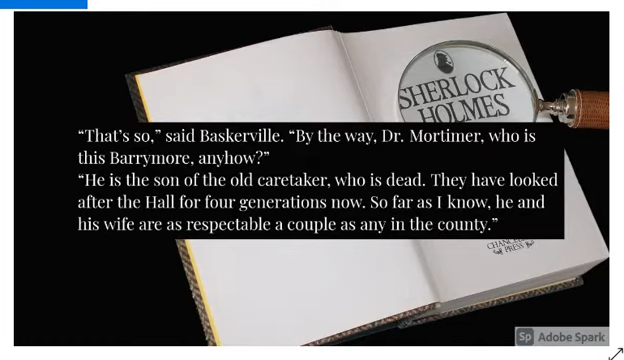 SHERLOCK
HOLMES
“That’s so,” said Baskerville. “By the way, Dr. Mortimer, who is
this Barrymore, anyhow?”
“He is the son of the old caretaker, who is dead. They have looked
after the Hall for four generations now. So far as I know, he and
his wife are as respectable a couple as any in the county.”
PRESS
Sp Adobe Spark